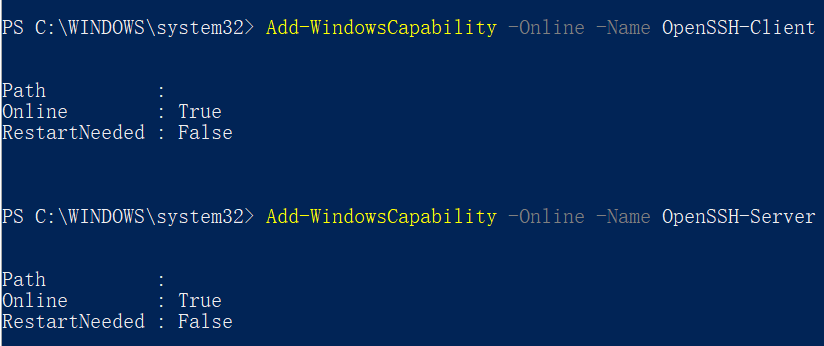 PS C:\WINDOWS\system32> Add-WindowsCapability -Online -Name OpenSSH-Client
Path          :
Online        : True
RestartNeeded : False
PS C:\WINDOWS\system32> Add-WindowsCapability -Online -Name OpenSSH-Server
Path          :
Online        : True
RestartNeeded : False